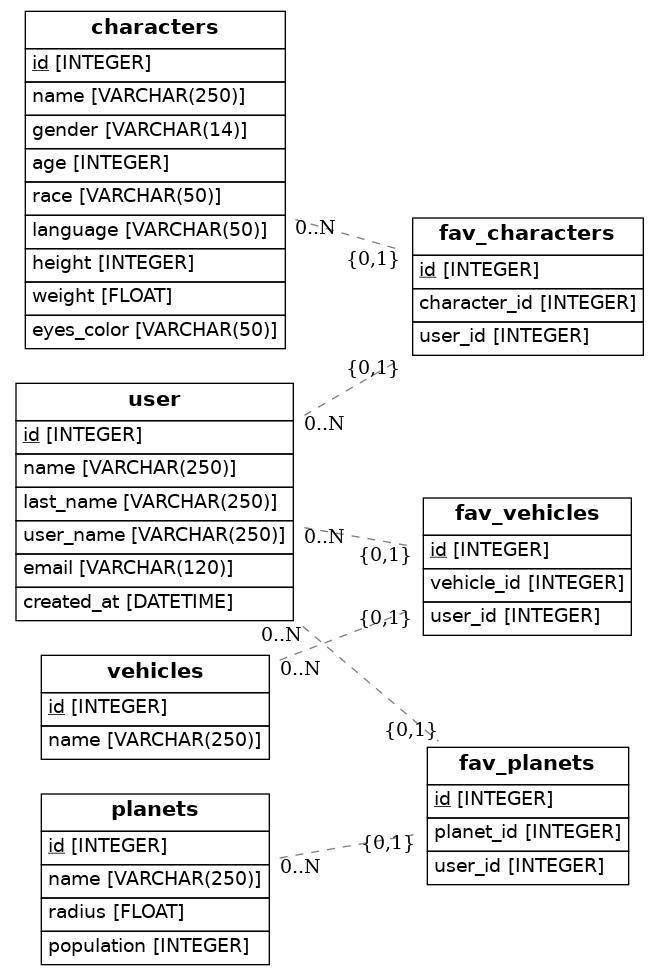 characters
id [INTEGER]
name [VARCHAR(250)]
gender [VARCHAR(14)]
age [INTEGER]
race [VARCHAR(50)]
language [VARCHAR(50)]
height [INTEGER]
weight [FLOAT]
eyes_color [VARCHAR(50)]
0..N
{0,1}
fav_characters
id [INTEGER]
character_id [INTEGER]
user_id [INTEGER]
{0,1}
0..N
user
id [INTEGER]
name [VARCHAR(250)]
last_name [VARCHAR(250)]
user_name [VARCHAR(250)]
email [VARCHAR(120)]
created_at [DATETIME]
0..N
{0,1}
fav_vehicles
id [INTEGER]
vehicle_id [INTEGER]
user_id [INTEGER]
{0,1}
0..N
0..N
vehicles
id [INTEGER]
name [VARCHAR(250)]
{0,1}
fav_planets
id [INTEGER]
planet_id [INTEGER]
user_id [INTEGER]
planets
id [INTEGER]
name [VARCHAR(250)]
radius [FLOAT]
population [INTEGER]
0..N
{0,1}